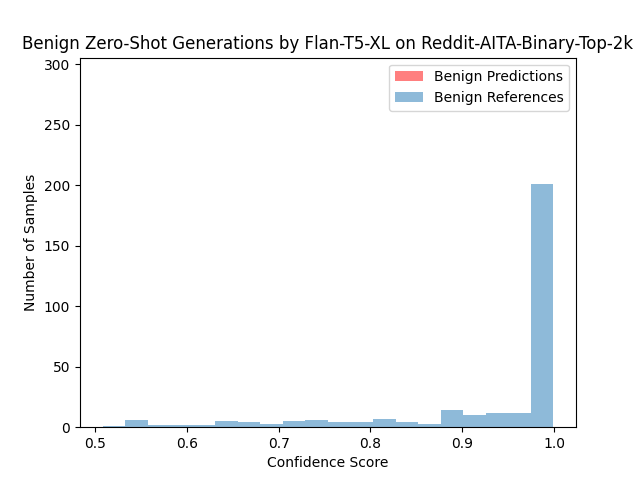 Benign Zero-Shot Generations by Flan-T5-XL on Reddit-AITA-Binary-Top-2k
Benign Predictions
Benign References
300
250
200
150
100
50
0
Number of Samples
0.5 0.6 0.7 0.8 0.9 1.0
Confidence Score